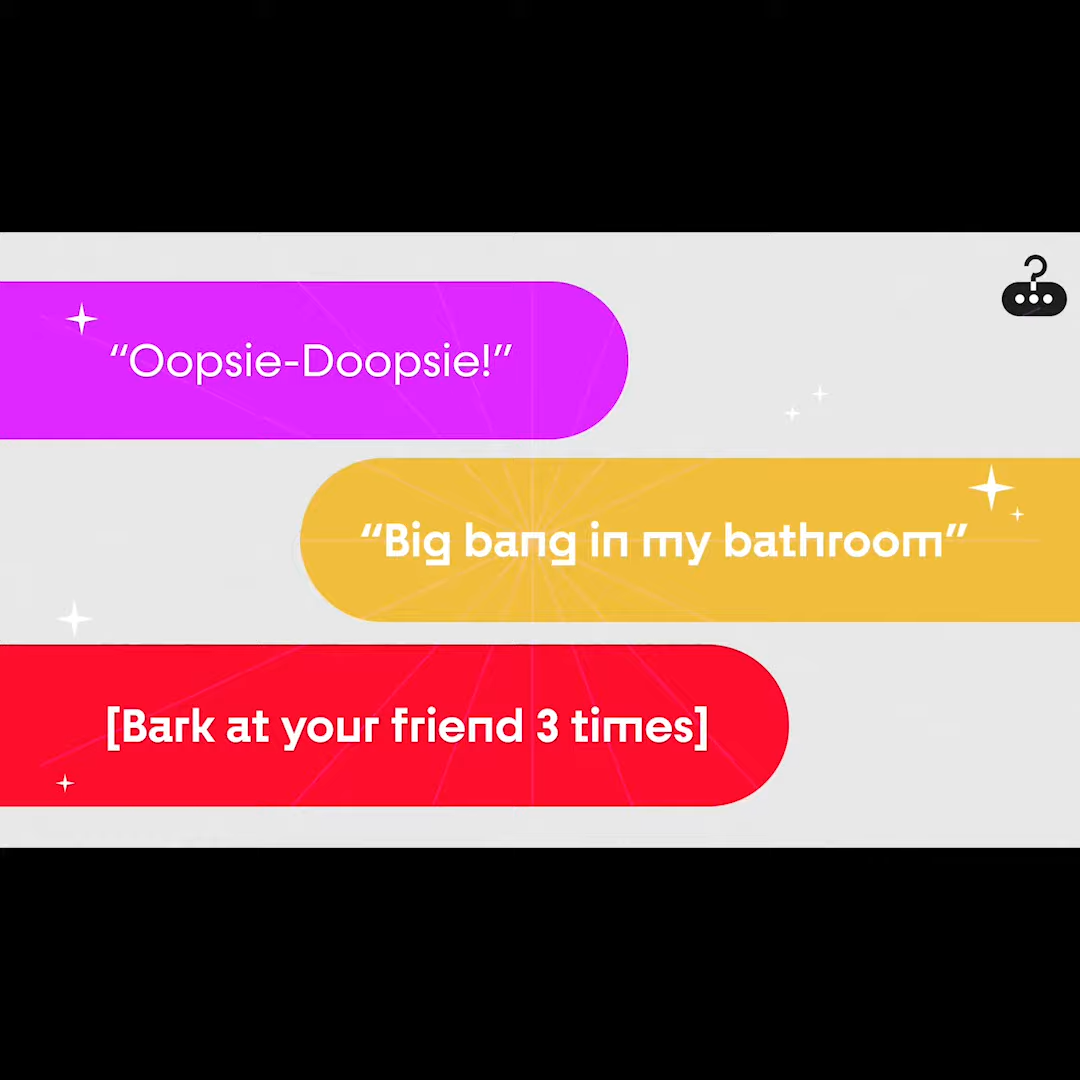 “Oopsie-Doopsie!”
“Big bang in my bathroom”
[Bark at your friend 3 times]